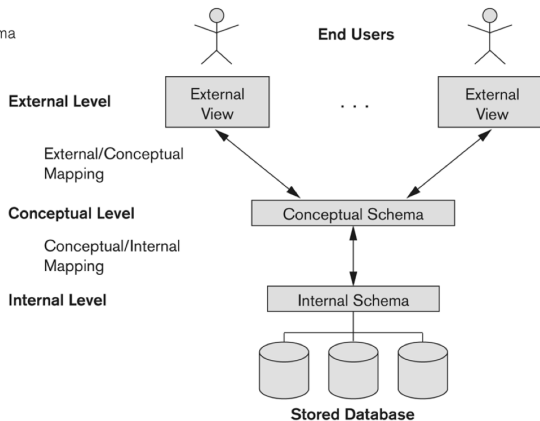 ma
End Users
External Level
External
View
. . .
External
View
External/Conceptual
Mapping
Conceptual Level
Conceptual Schema
Conceptual/Internal
Mapping
Internal Level
Internal Schema
Stored Database